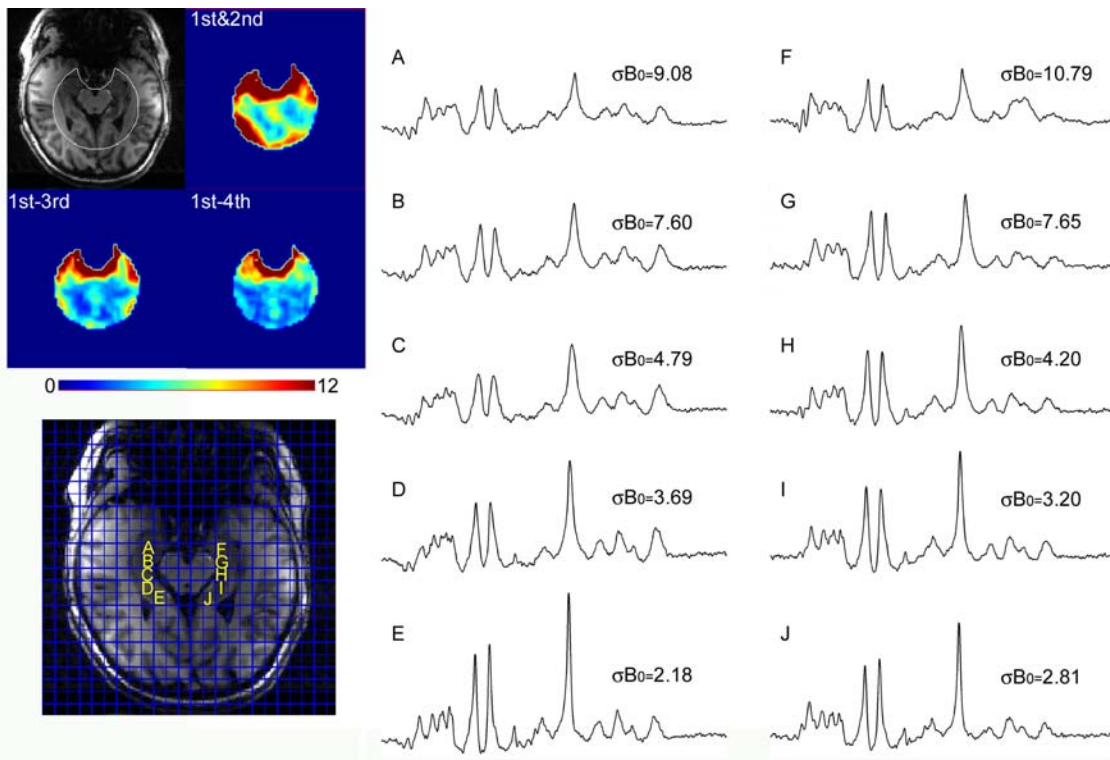 1st&2nd
1st-3rd
1st-4th
0
12
A
B
C
D
E
F
G
H
I
J
A
σB₀=9.08
B
σB₀=7.60
C
σB₀=4.79
D
σB₀=3.69
E
σB₀=2.18
F
σB₀=10.79
G
σB₀=7.65
H
σB₀=4.20
I
σB₀=3.20
J
σB₀=2.81